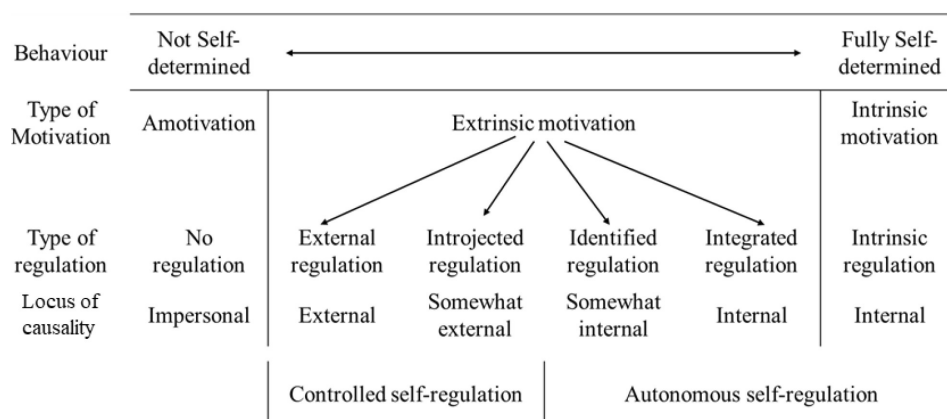 Behaviour Not Self-determined Fully Self-determined
Type of Motivation Amotivation Extrinsic motivation Intrinsic motivation
Type of regulation No regulation External regulation Introjected regulation Identified regulation Integrated regulation Intrinsic regulation
Locus of causality Impersonal External Somewhat external Somewhat internal Internal Internal
Controlled self-regulation Autonomous self-regulation